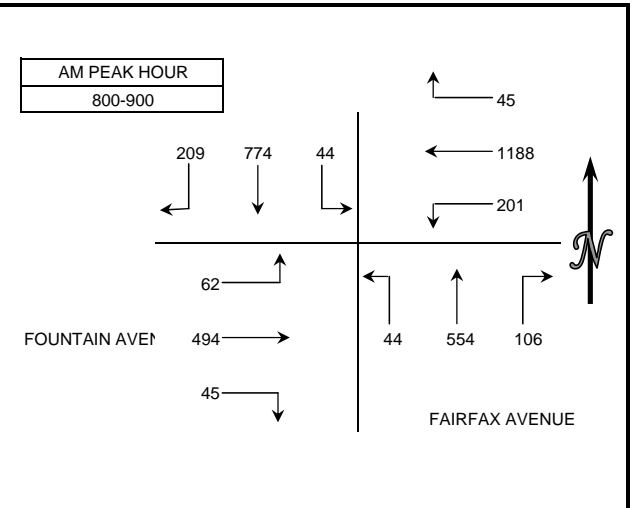 AM PEAK HOUR
800-900
45
209 774 44
1188
201
N
62
FOUNTAIN AVEN
494
44 554 106
45
FAIRFAX AVENUE